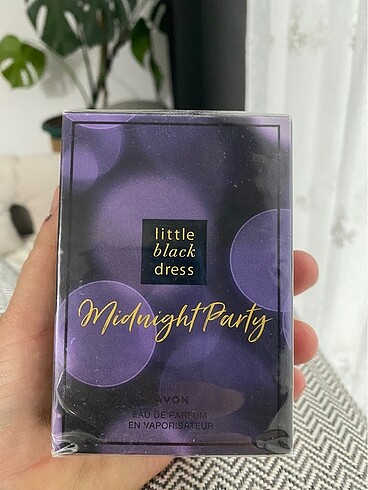 little
black
dress
Midnight Party
AVON
EAU DE PARFUM
EN VAPORISATEUR